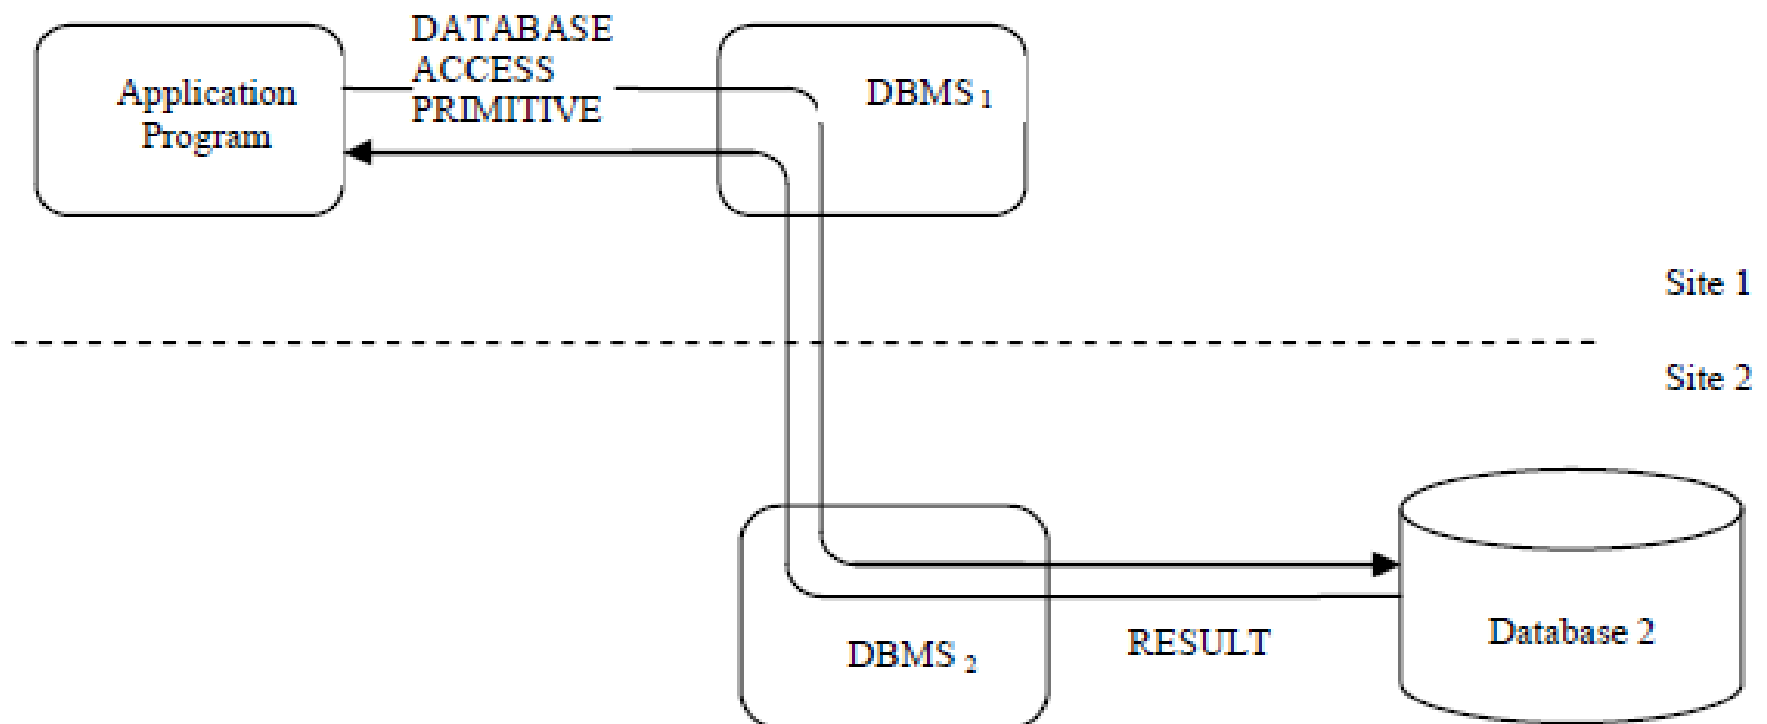 DATABASE
ACCESS
PRIMITIVE
Application
Program
DBMS 1
Site 1
Site 2
DBMS 2
RESULT
Database 2